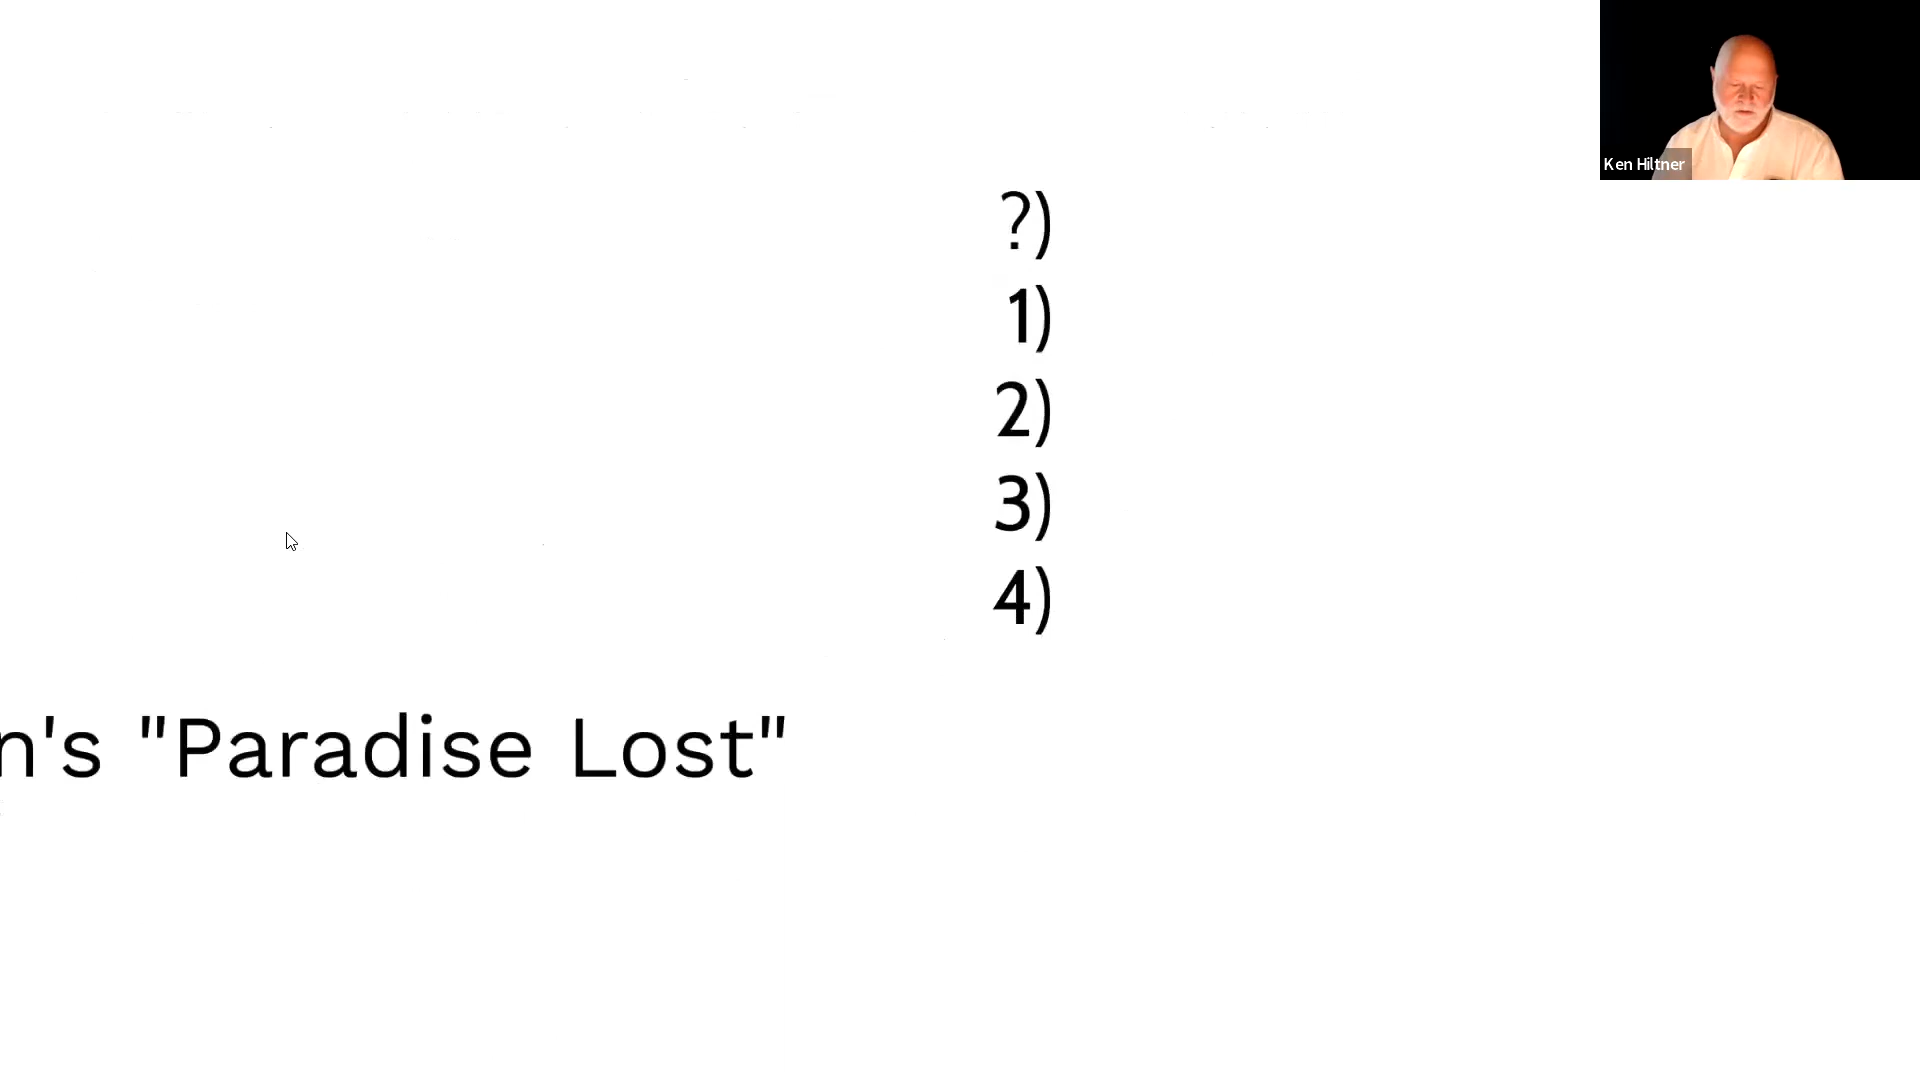 Ken Hiltner
?)
1)
2)
3)
4)
n's "Paradise Lost"